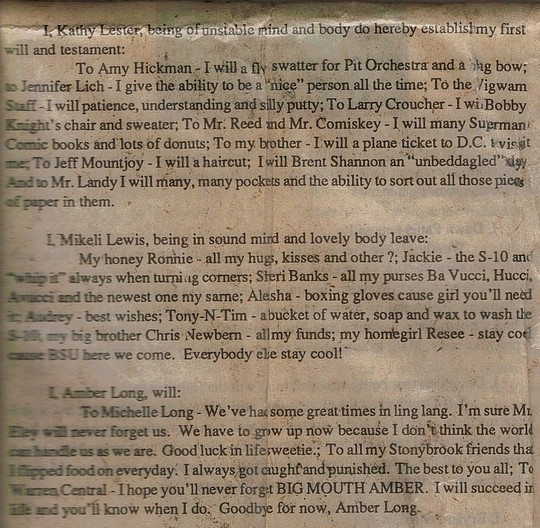 I, Kathy Lester, being of unstable mind and body do hereby establish my first
will and testament:
To Amy Hickman - I will a fly swatter for Pit Orchestra and a bow;
to Jennifer Lich - I give the ability to be a "nice" person all the time; To the Wigwam
Staff - I will patience, understanding and silly putty; To Larry Croucher - I will Bobby
Knight's chair and sweater; To Mr. Reed and Mr. Comiskey - I will many Superman
Comic books and lots of donuts; To my brother - I will a plane ticket to D.C. to visit
me; To Jeff Mountjoy - I will a haircut; I will Brent Shannon an "unbeddagled" day.
And to Mr. Landy I will many, many pockets and the ability to sort out all those pieces
of paper in them.
I, Mikeli Lewis, being in sound mind and lovely body leave:
My honey Ronnie - all my hugs, kisses and other ?; Jackie - the S-10 and
"whip it" always when turning corners; Sheri Banks - all my purses Ba Vucci, Hucci,
Avucci and the newest one my same; Alesha - boxing gloves cause girl you'll need
it; Audrey - best wishes; Tony-N-Tim - a bucket of water, soap and wax to wash the
S-10, my big brother Chris Newbern - all my funds; my homegirl Resee - stay cool
cause BSU here we come. Everybody else stay cool!
I, Amber Long, will:
To Michelle Long - We've had some great times in ling lang. I'm sure Mr.
Eley will never forget us. We have to grow up now because I don't think the world
can handle us as we are. Good luck in life sweetie.; To all my Stonybrook friends that
I flipped food on everyday. I always got caught and punished. The best to you all; To
Warren Central - I hope you'll never forget BIG MOUTH AMBER. I will succeed in
life and you'll know when I do. Goodbye for now, Amber Long.